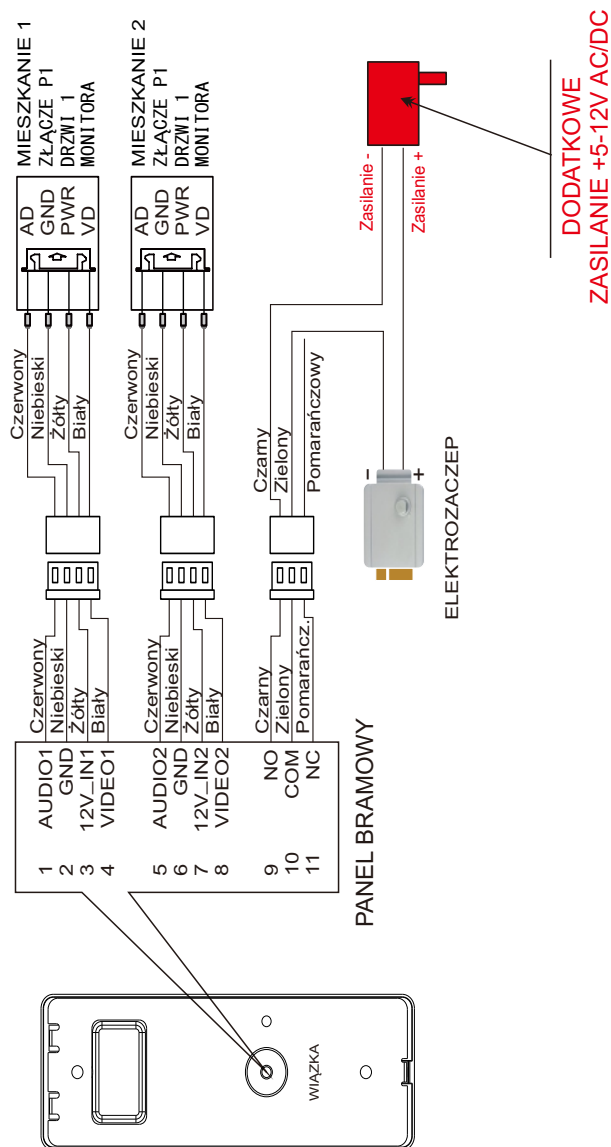 MIESZKANIE 1
ZŁĄCZE P1
DRZWI 1
MONITORA
AD
GND
PWR
VD
Czerwony
Niebieski
Żółty
Biały
Czerwony
Niebieski
Żółty
Biały
1 AUDIO1
2 GND
3 12V_IN1
4 VIDEO1
MIESZKANIE 2
ZŁĄCZE P1
DRZWI 1
MONITORA
AD
GND
PWR
VD
Czerwony
Niebieski
Żółty
Biały
Czerwony
Niebieski
Żółty
Biały
5 AUDIO2
6 GND
7 12V_IN2
8 VIDEO2
Czarny
Zielony
Pomarańczowy
Czarny
Zielony
Pomarańcz.
9 NO
10 COM
11 NC
PANEL BRAMOWY
WIĄZKA
Zasilanie -
Zasilanie +
- +
ELEKTROZACZEP
DODATKOWE
ZASILANIE +5-12V AC/DC